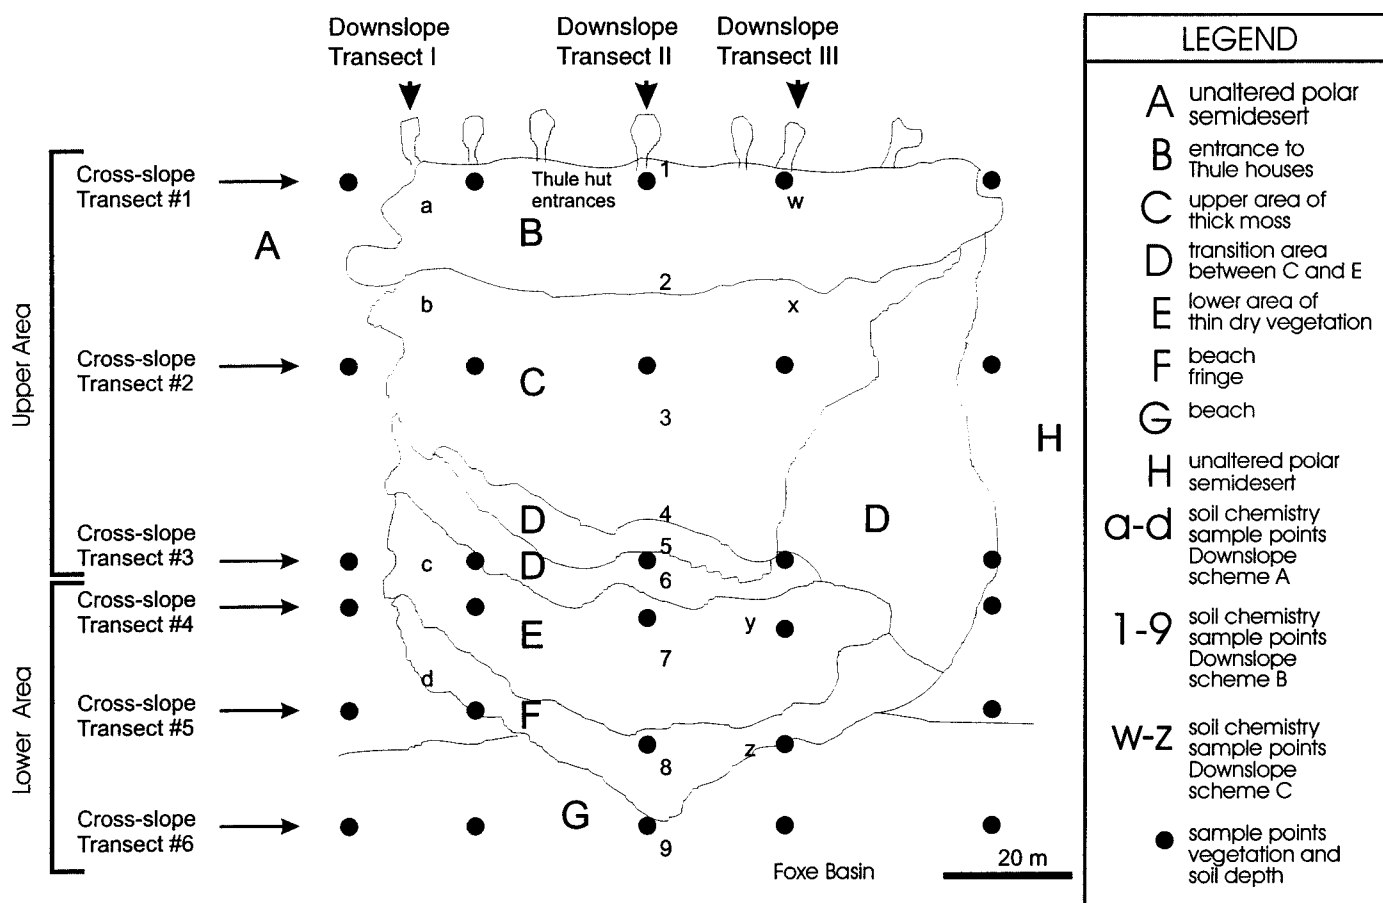 Downslope
Transect I
Downslope
Transect II
Downslope
Transect III
Upper Area
Lower Area
Cross-slope
Transect #1
Cross-slope
Transect #2
Cross-slope
Transect #3
Cross-slope
Transect #4
Cross-slope
Transect #5
Cross-slope
Transect #6
Thule hut
entrances
1
a
w
A
B
2
b
x
C
3
H
4
D
D
5
D
c
6
y
E
7
d
F
z
8
G
9
Foxe Basin
20 m
LEGEND
A unaltered polar
semidesert
B entrance to
Thule houses
C upper area of
thick moss
D transition area
between C and E
E lower area of
thin dry vegetation
F beach
fringe
G beach
H unaltered polar
semidesert
a-d soil chemistry
sample points
Downslope
scheme A
1-9 soil chemistry
sample points
Downslope
scheme B
w-z soil chemistry
sample points
Downslope
scheme C
sample points
vegetation and
soil depth